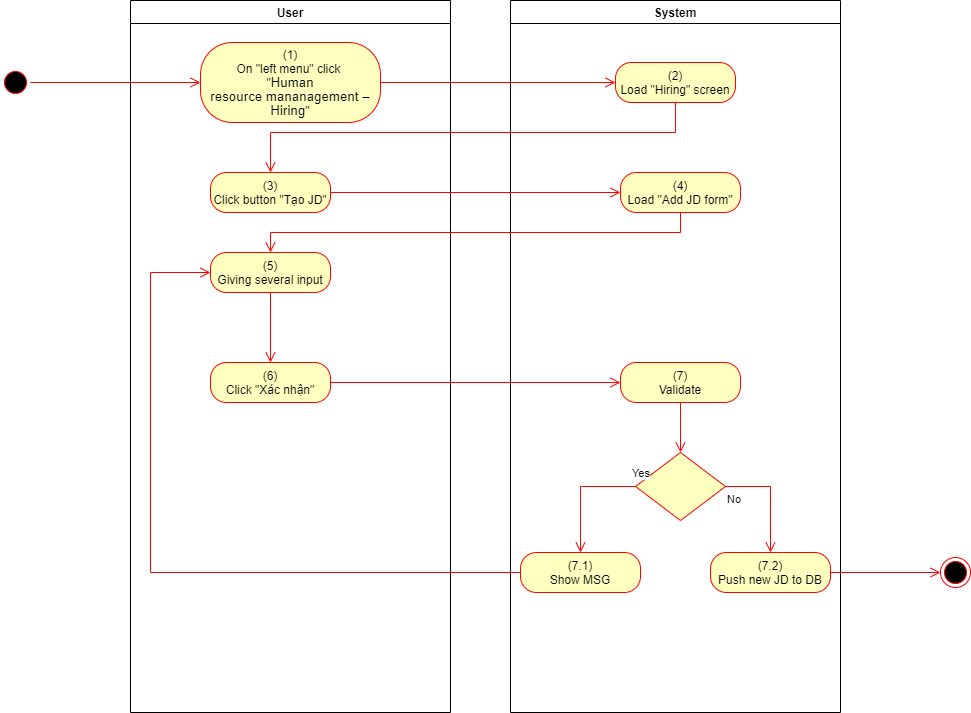 User
System
(1)
On "left menu" click
"Human
resource mananagement –
Hiring"
(2)
Load "Hiring" screen
(3)
Click button "Tạo JD"
(4)
Load "Add JD form"
(5)
Giving several input
(6)
Click "Xác nhận"
(7)
Validate
Yes
No
(7.1)
Show MSG
(7.2)
Push new JD to DB